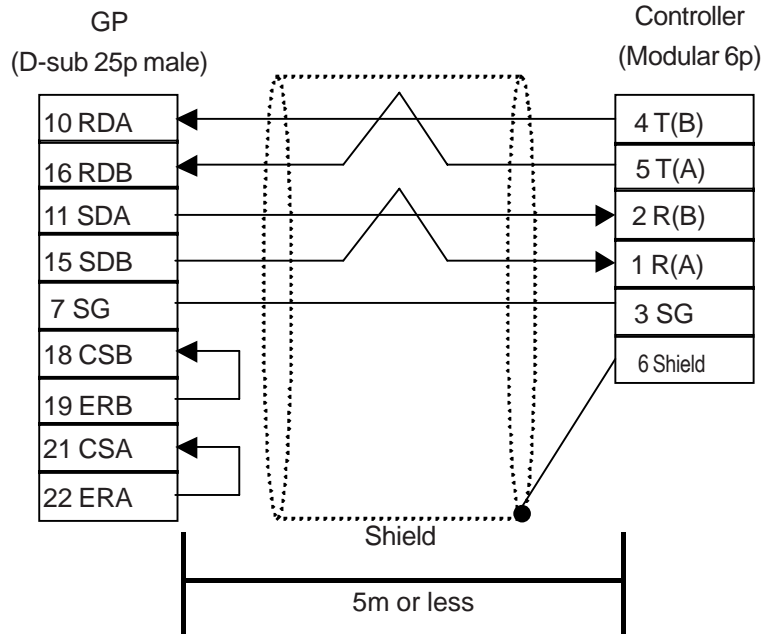 GP
(D-sub 25p male)
Controller
(Modular 6p)
10 RDA
16 RDB
11 SDA
15 SDB
7 SG
18 CSB
19 ERB
21 CSA
22 ERA
4 T(B)
5 T(A)
2 R(B)
1 R(A)
3 SG
6 Shield
Shield
5m or less